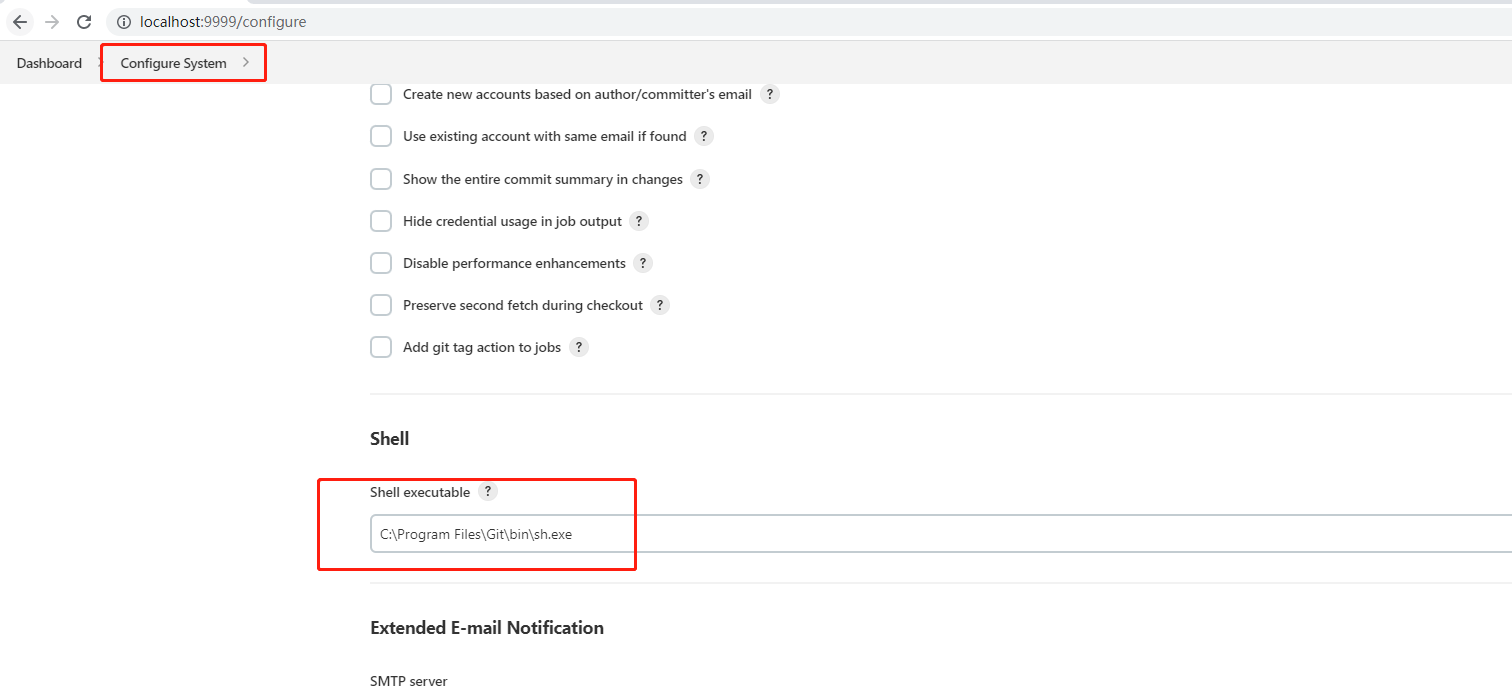 localhost:9999/configure
Dashboard
Configure System
Create new accounts based on author/committer's email ?
Use existing account with same email if found ?
Show the entire commit summary in changes ?
Hide credential usage in job output ?
Disable performance enhancements ?
Preserve second fetch during checkout ?
Add git tag action to jobs ?
Shell
Shell executable ?
C:\Program Files\Git\bin\sh.exe
Extended E-mail Notification
SMTP server